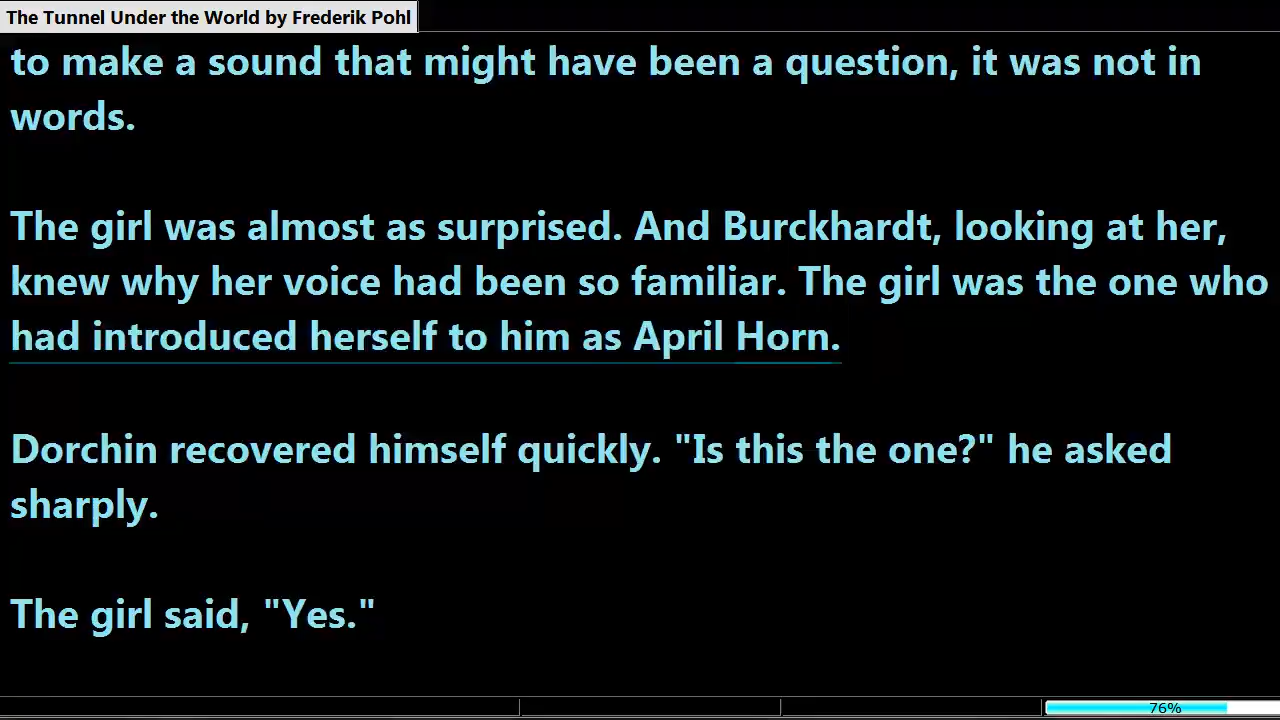 The Tunnel Under the World by Frederik Pohl
to make a sound that might have been a question, it was not in
words.
The girl was almost as surprised. And Burckhardt, looking at her,
knew why her voice had been so familiar. The girl was the one who
had introduced herself to him as April Horn.
Dorchin recovered himself quickly. "Is this the one?" he asked
sharply.
The girl said, "Yes."
76%